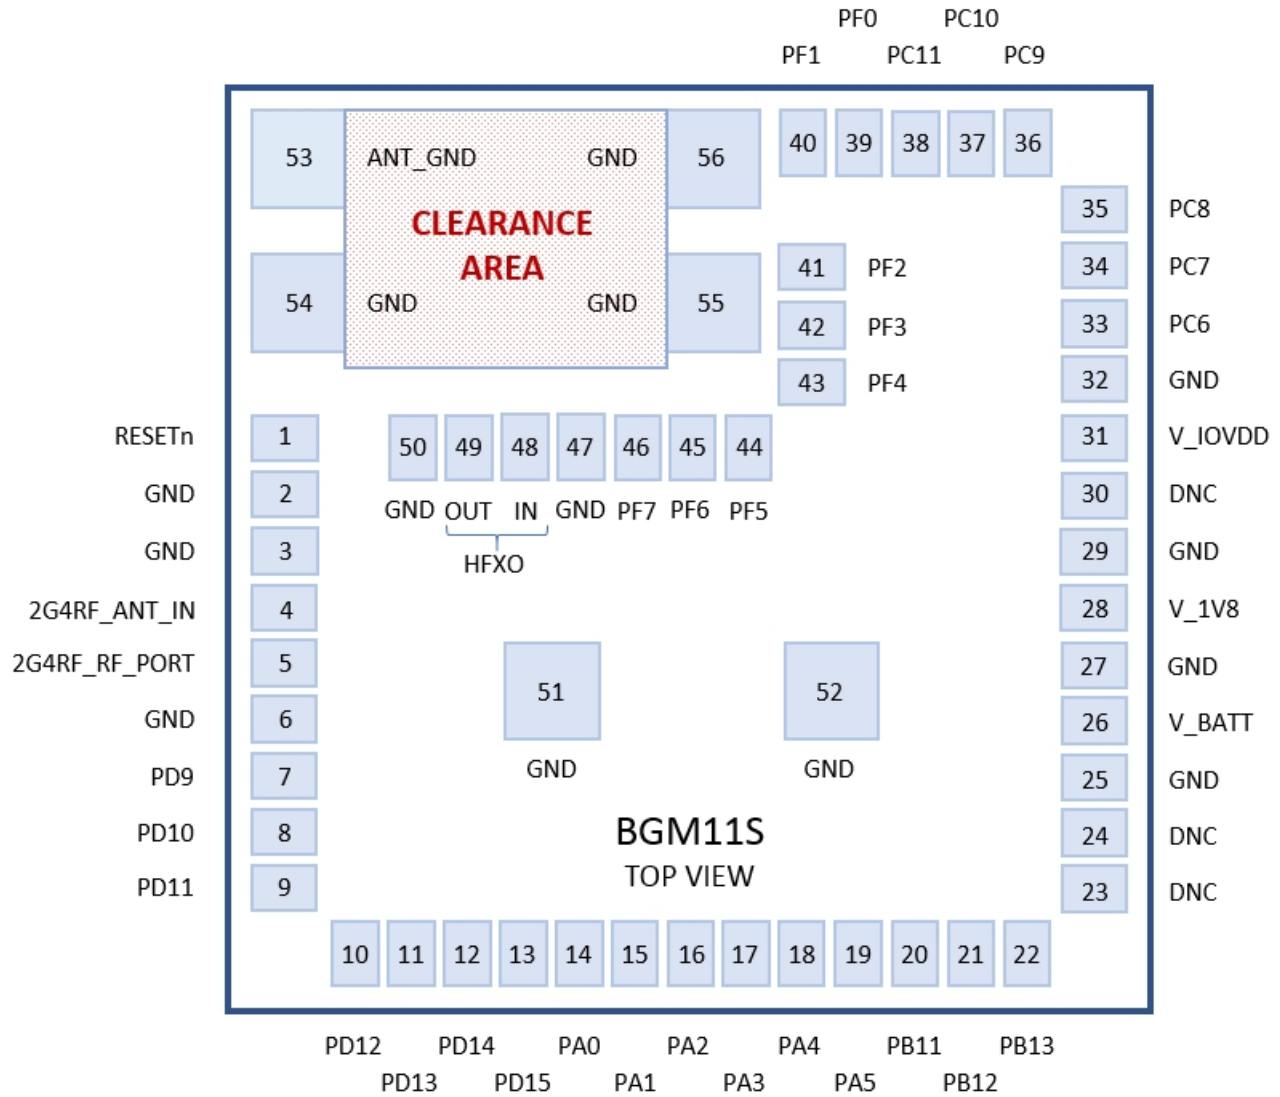 PF0 PC10
PF1 PC11 PC9
53 ANT_GND GND 56 40 39 38 37 36
CLEARANCE
AREA
35 PC8
41 PF2 34 PC7
54 GND GND 55 42 PF3 33 PC6
43 PF4 32 GND
RESETn 1 50 49 48 47 46 45 44 31 V_IOVDD
GND 2 GND OUT IN GND PF7 PF6 PF5 30 DNC
GND 3 HFXO 29 GND
2G4RF_ANT_IN 4 28 V_1V8
2G4RF_RF_PORT 5 51 52 27 GND
GND 6 26 V_BATT
PD9 7 GND GND 25 GND
PD10 8 BGM11S 24 DNC
PD11 9 TOP VIEW 23 DNC
10 11 12 13 14 15 16 17 18 19 20 21 22
PD12 PD14 PA0 PA2 PA4 PB11 PB13
PD13 PD15 PA1 PA3 PA5 PB12